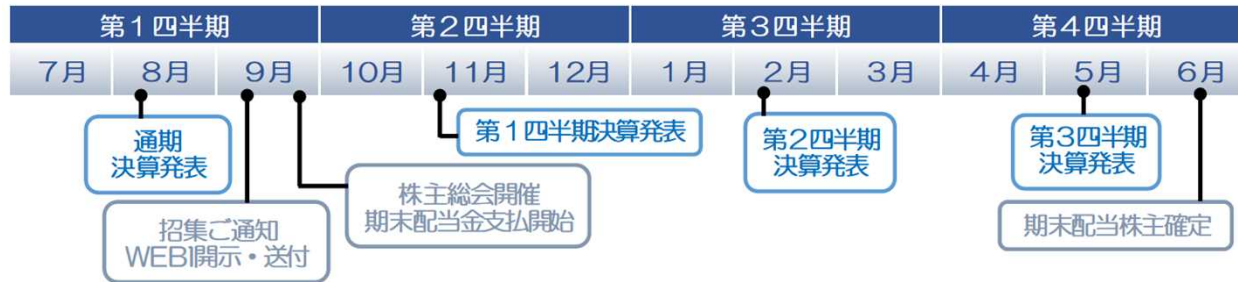 第1四半期 第2四半期 第3四半期 第4四半期
7月 8月 9月 10月 11月 12月 1月 2月 3月 4月 5月 6月
通期
決算発表
招集ご通知
WEB開示・送付
株主総会開催
期末配当金支払開始
第1四半期決算発表
第2四半期
決算発表
第3四半期
決算発表
期末配当株主確定